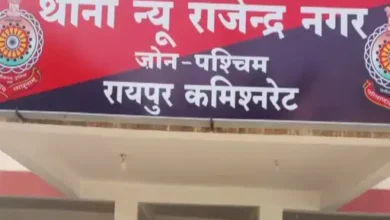 थाना न्यू राजेन्द्र नगर
जोन-पश्चिम
रायपुर कमिश्नरेट